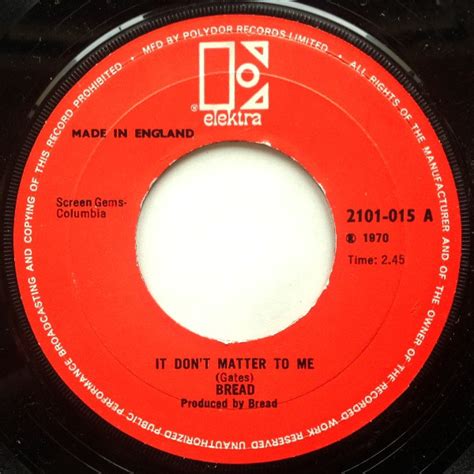 MFD BY POLYDOR RECORDS LIMITED · ALL RIGHTS OF THE MANUFACTURER AND OF THE OWNER OF THE RECORDED WORK RESERVED UNAUTHORIZED PUBLIC PERFORMANCE BROADCASTING AND COPYING OF THIS RECORD PROHIBITED ·
®
elektra
MADE IN ENGLAND
Screen Gems-
Columbia
2101-015 A
℗ 1970
Time: 2.45
IT DON'T MATTER TO ME
(Gates)
BREAD
Produced by Bread